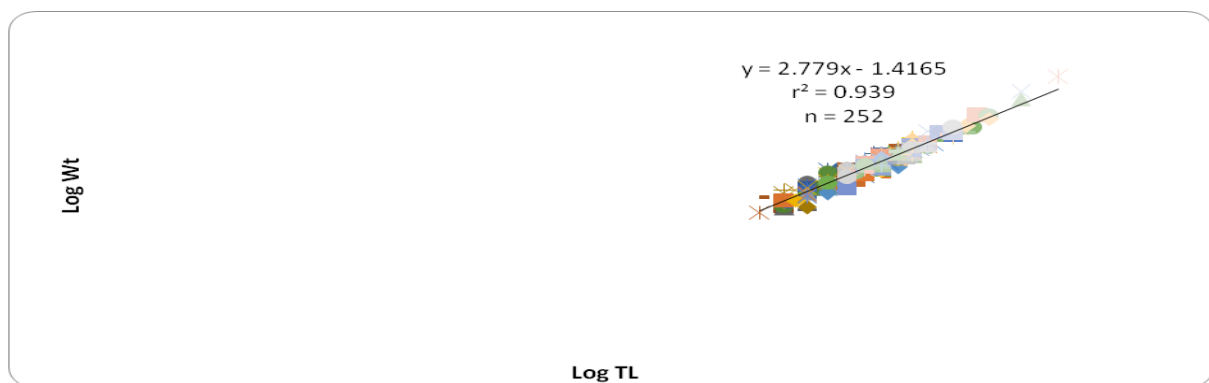 y = 2.779x - 1.4165
r² = 0.939
n = 252
Log Wt
Log TL